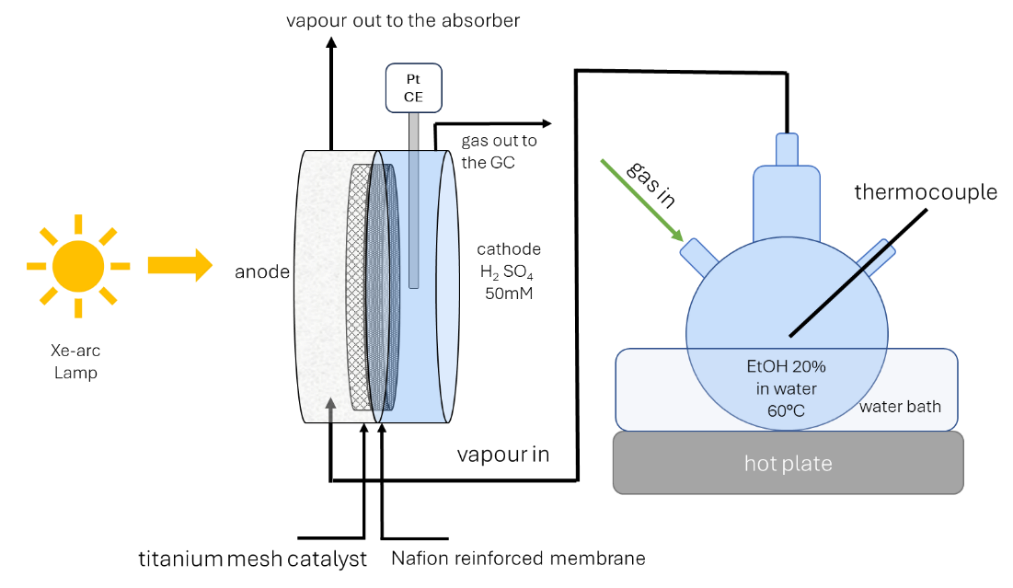 vapour out to the absorber
Pt
CE
gas out to
the GC
gas in
thermocouple
anode
cathode
H₂ SO₄
50mM
Xe-arc
Lamp
EtOH 20%
in water
60°C
water bath
vapour in
hot plate
titanium mesh catalyst
Nafion reinforced membrane